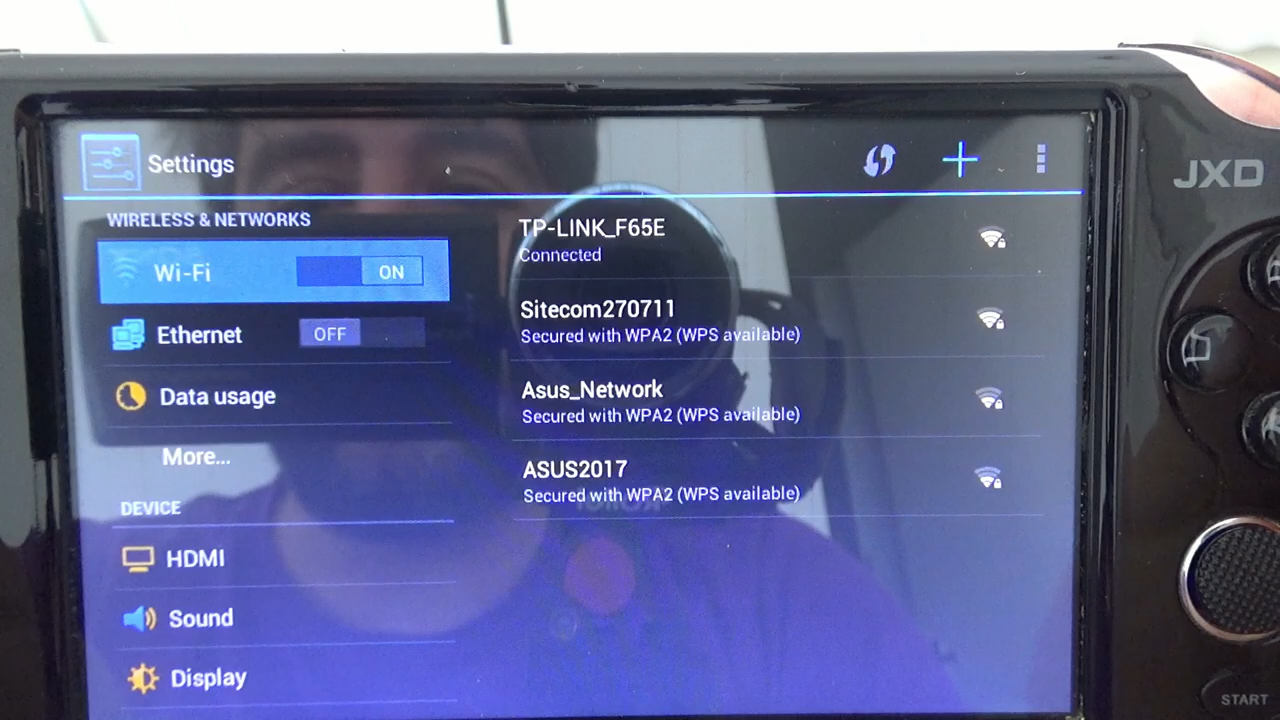 Settings
JXD
WIRELESS & NETWORKS
Wi-Fi
ON
Ethernet
OFF
Data usage
More...
DEVICE
HDMI
Sound
Display
TP-LINK_F65E
Connected
Sitecom270711
Secured with WPA2 (WPS available)
Asus_Network
Secured with WPA2 (WPS available)
ASUS2017
Secured with WPA2 (WPS available)
START